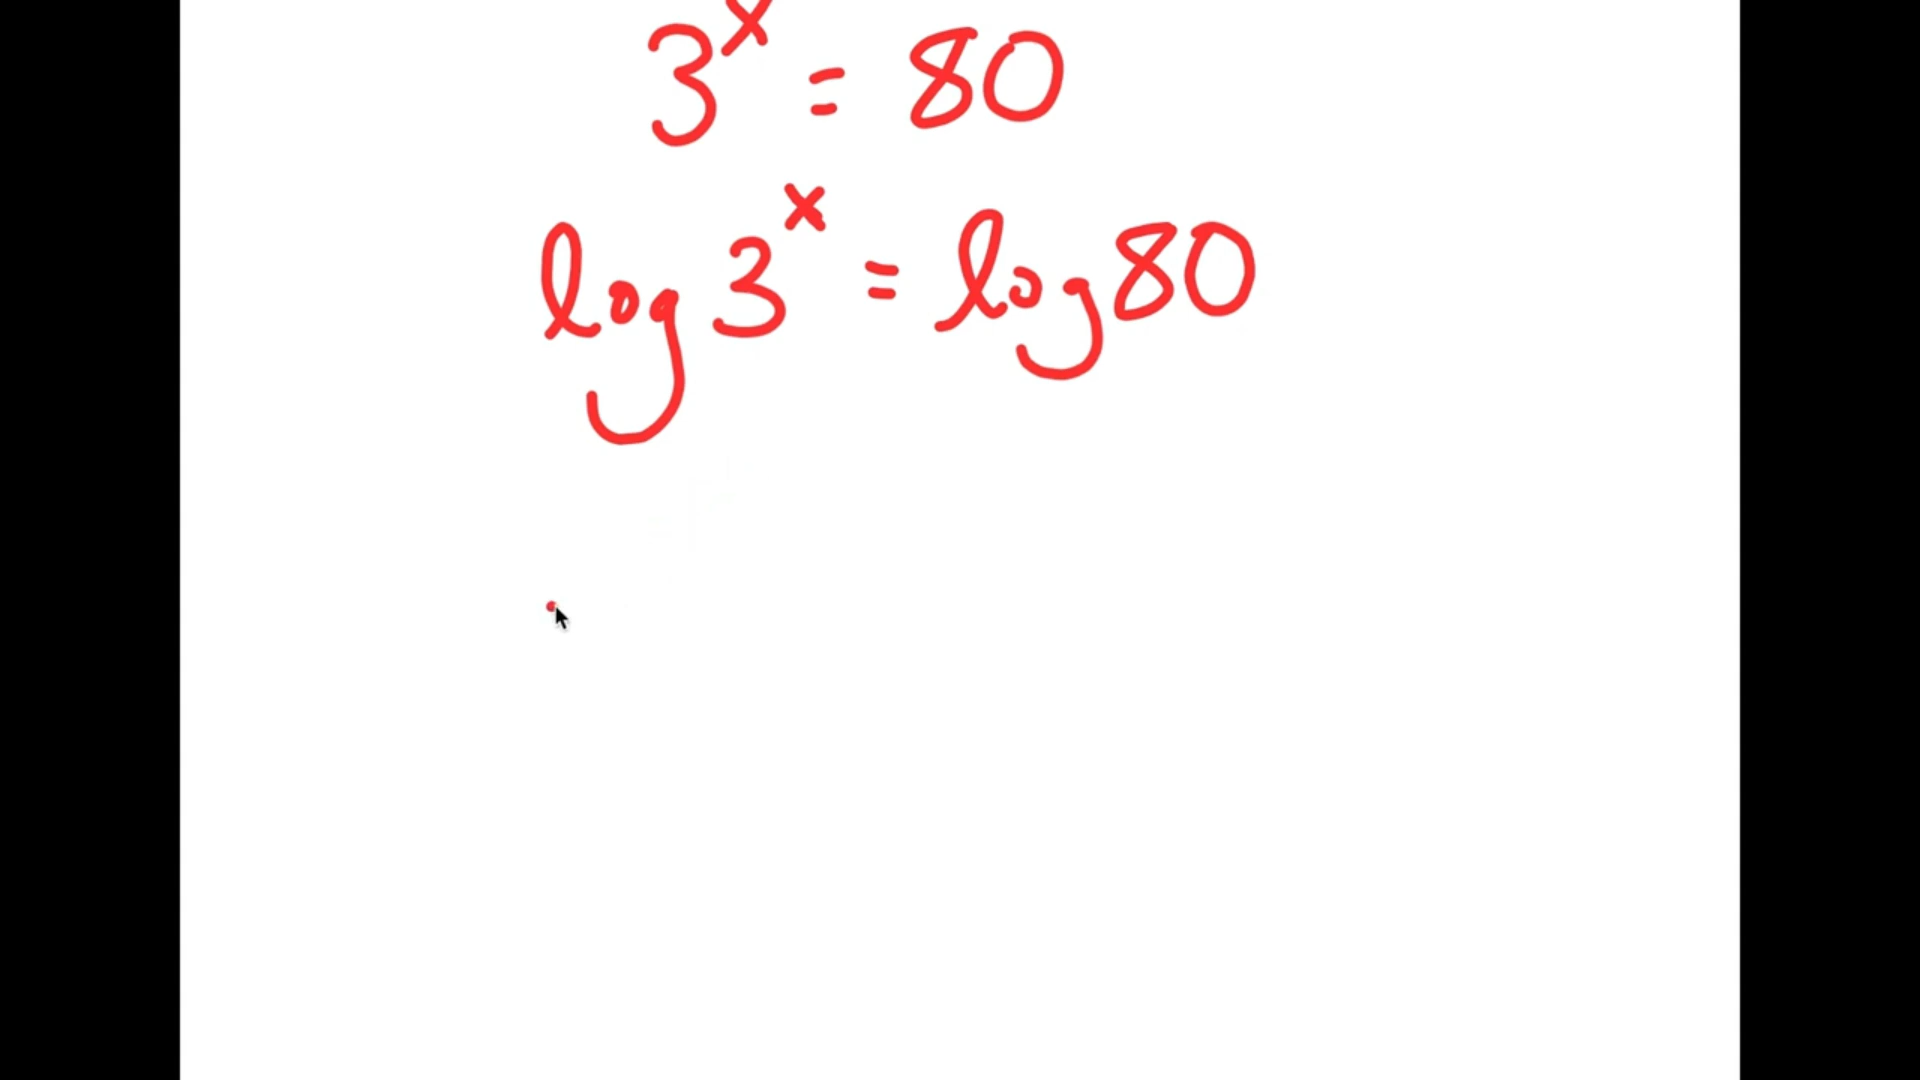 3^x = 80
log 3^x = log 80